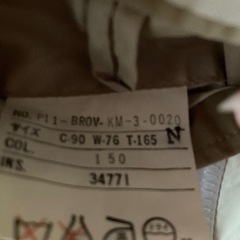 NO. P11-BROV- KM-3-0020
サイズ C-90 W-76 T-165 N
COL. 150
INS. 34771